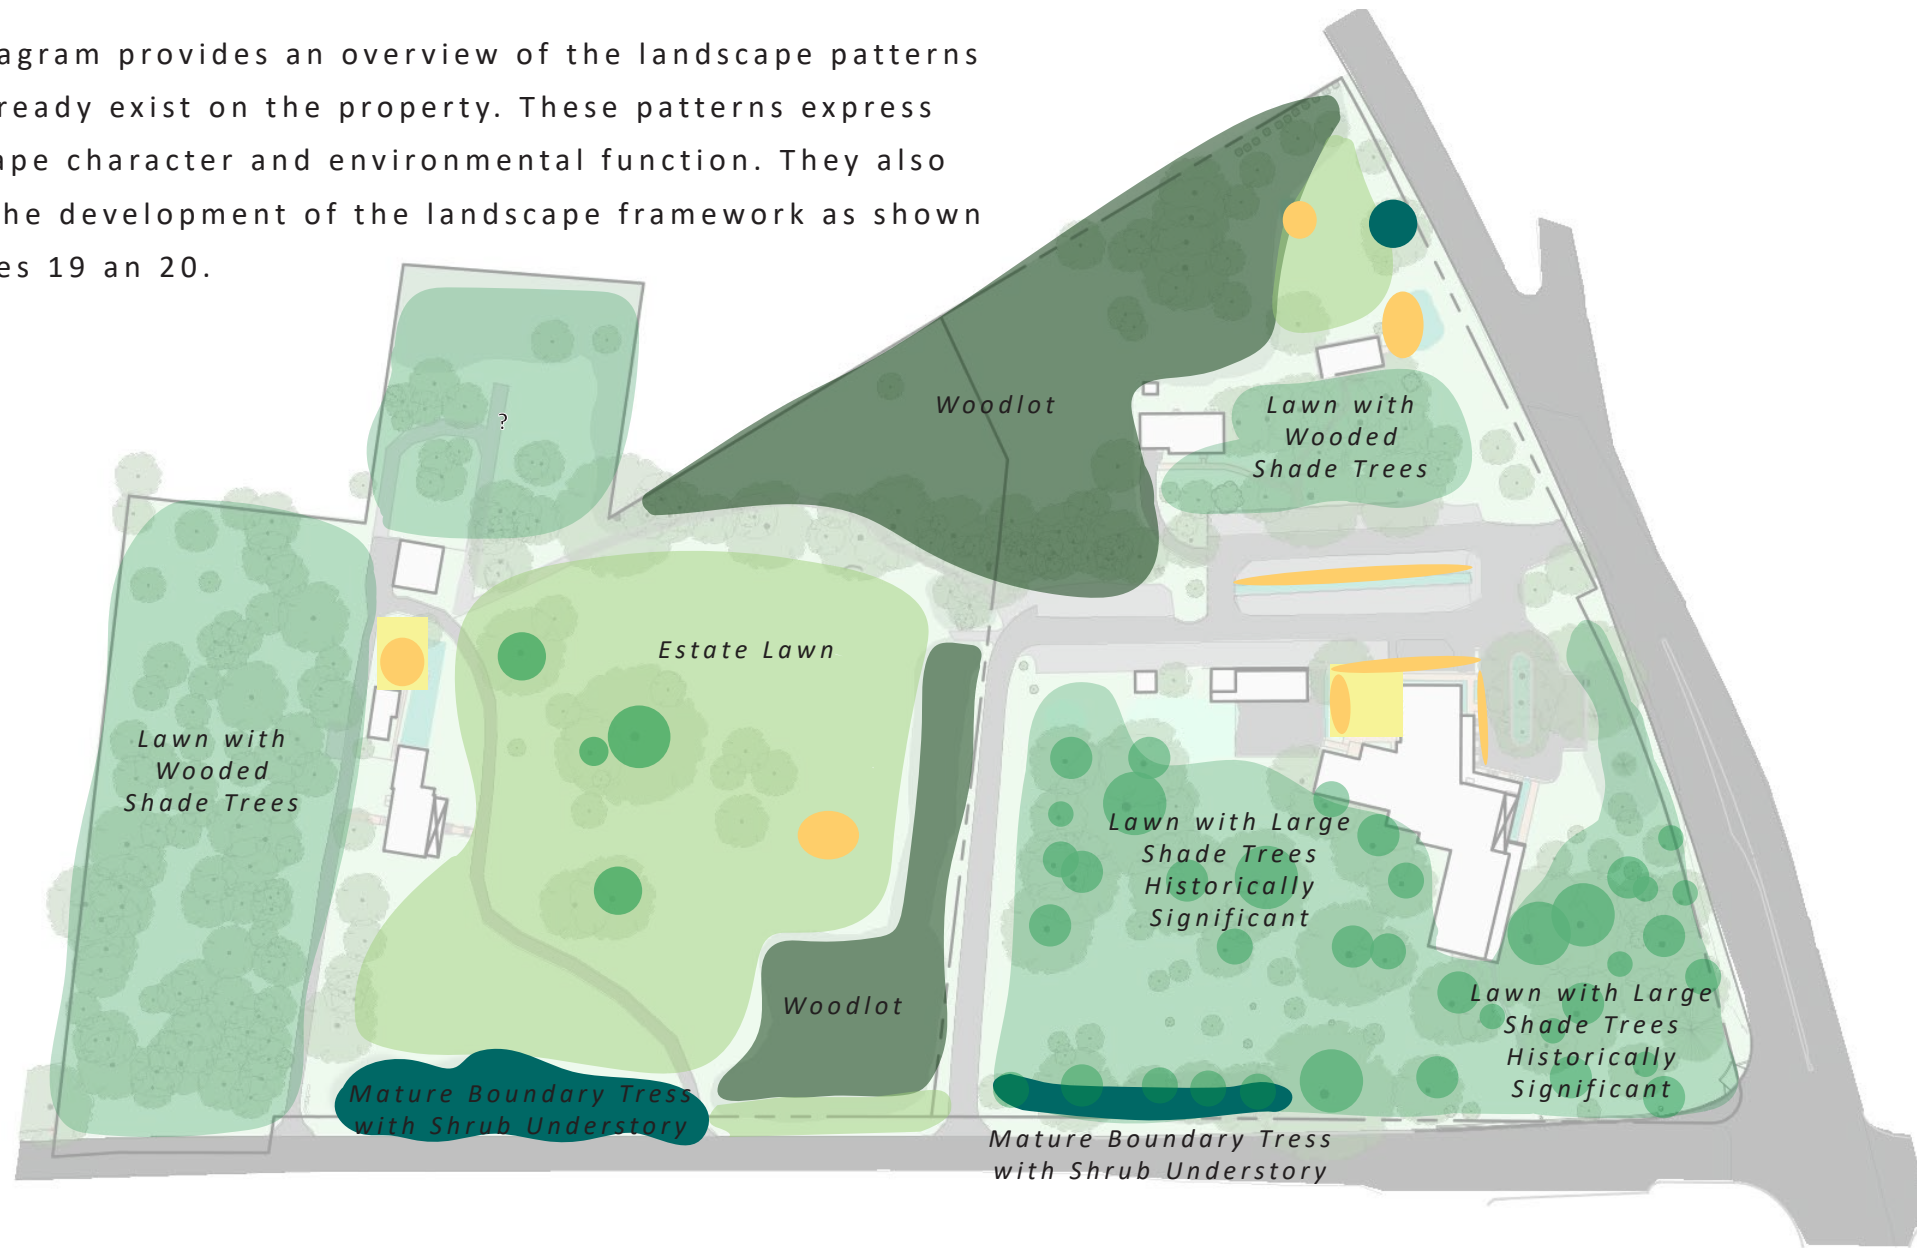 agram provides an overview of the landscape patterns
ready exist on the property. These patterns express
ape character and environmental function. They also
he development of the landscape framework as shown
es 19 an 20.
?
Woodlot
Lawn with
Wooded
Shade Trees
Estate Lawn
Lawn with
Wooded
Shade Trees
Lawn with Large
Shade Trees
Historically
Significant
Woodlot
Lawn with Large
Shade Trees
Historically
Significant
Mature Boundary Tress
with Shrub Understory
Mature Boundary Tress
with Shrub Understory